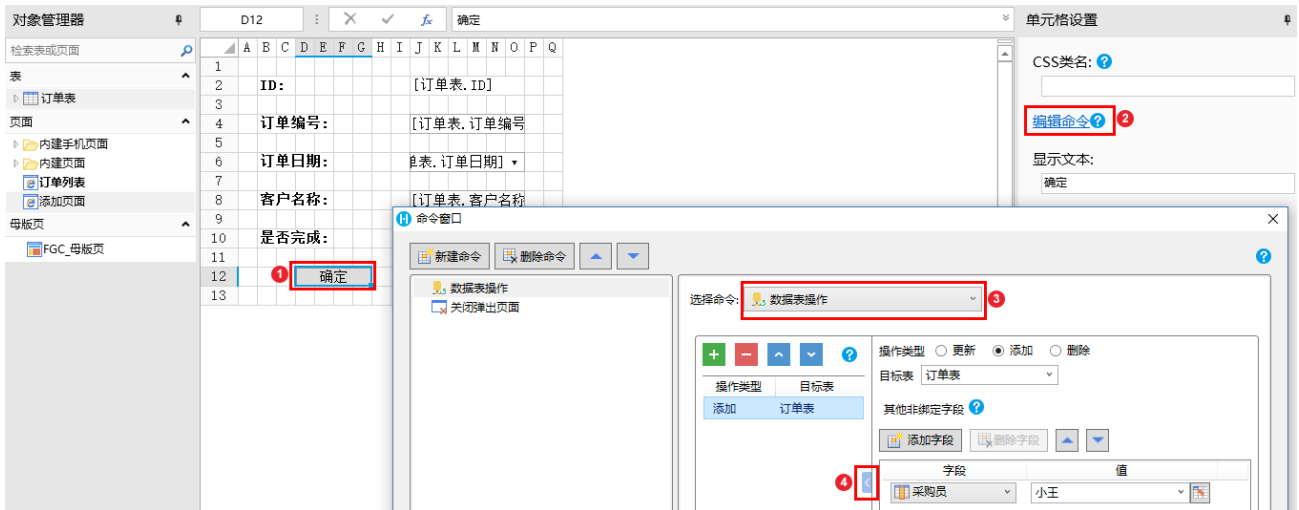 对象管理器
D12
fx
确定
单元格设置
检索表或页面
A B C D E F G H I J K L M N O P Q
CSS类名:
表
1
订单表
2 ID: [订单表.ID]
3
编辑命令 2
页面
4 订单编号: [订单表.订单编号
内建手机页面
5
显示文本:
内建页面
6 订单日期: 单表.订单日期]
订单列表
7
确定
添加页面
8 客户名称: [订单表.客户名称
母版页
9
命令窗口
FGC_母版页
10 是否完成:
11
新建命令 删除命令
12 1 确定
13
数据表操作
关闭弹出页面
选择命令: 数据表操作 3
操作类型 更新 添加 删除
目标表 订单表
操作类型 目标表
添加 订单表
其他非绑定字段
添加字段 删除字段
字段 值
4
采购员 小王